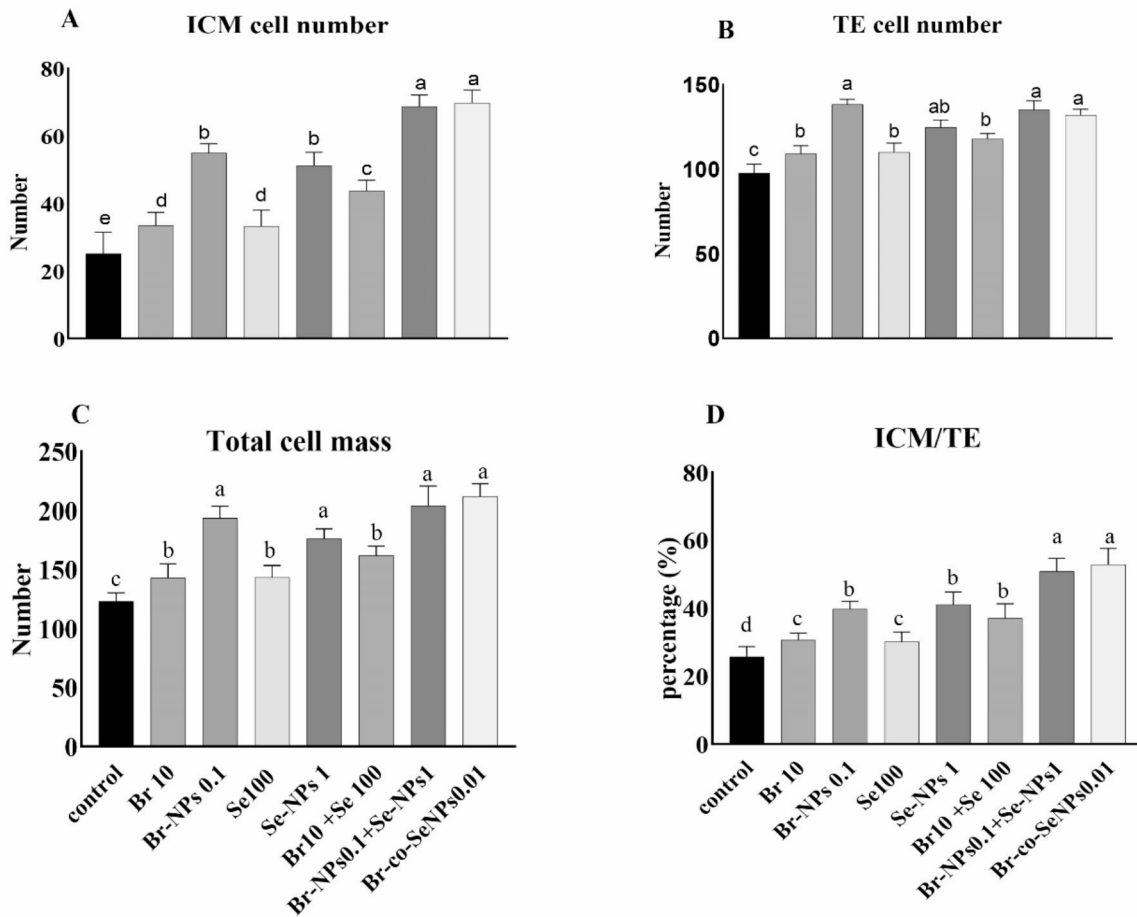 A
ICM cell number
Number
80
60
40
20
0
e
d
b
d
b
c
a
a
B
TE cell number
Number
150
100
50
0
c
b
a
b
ab
b
a
a
C
Total cell mass
Number
250
200
150
100
50
0
c
b
a
b
a
b
a
a
control
Br 10
Br-NPs 0.1
Se100
Se-NPs 1
Br10 +Se 100
Br-NPs0.1+Se-NPs1
Br-co-SeNPs0.01
D
ICM/TE
percentage (%)
80
60
40
20
0
d
c
b
c
b
b
a
a
control
Br 10
Br-NPs 0.1
Se100
Se-NPs 1
Br10 +Se 100
Br-NPs0.1+Se-NPs1
Br-co-SeNPs0.01